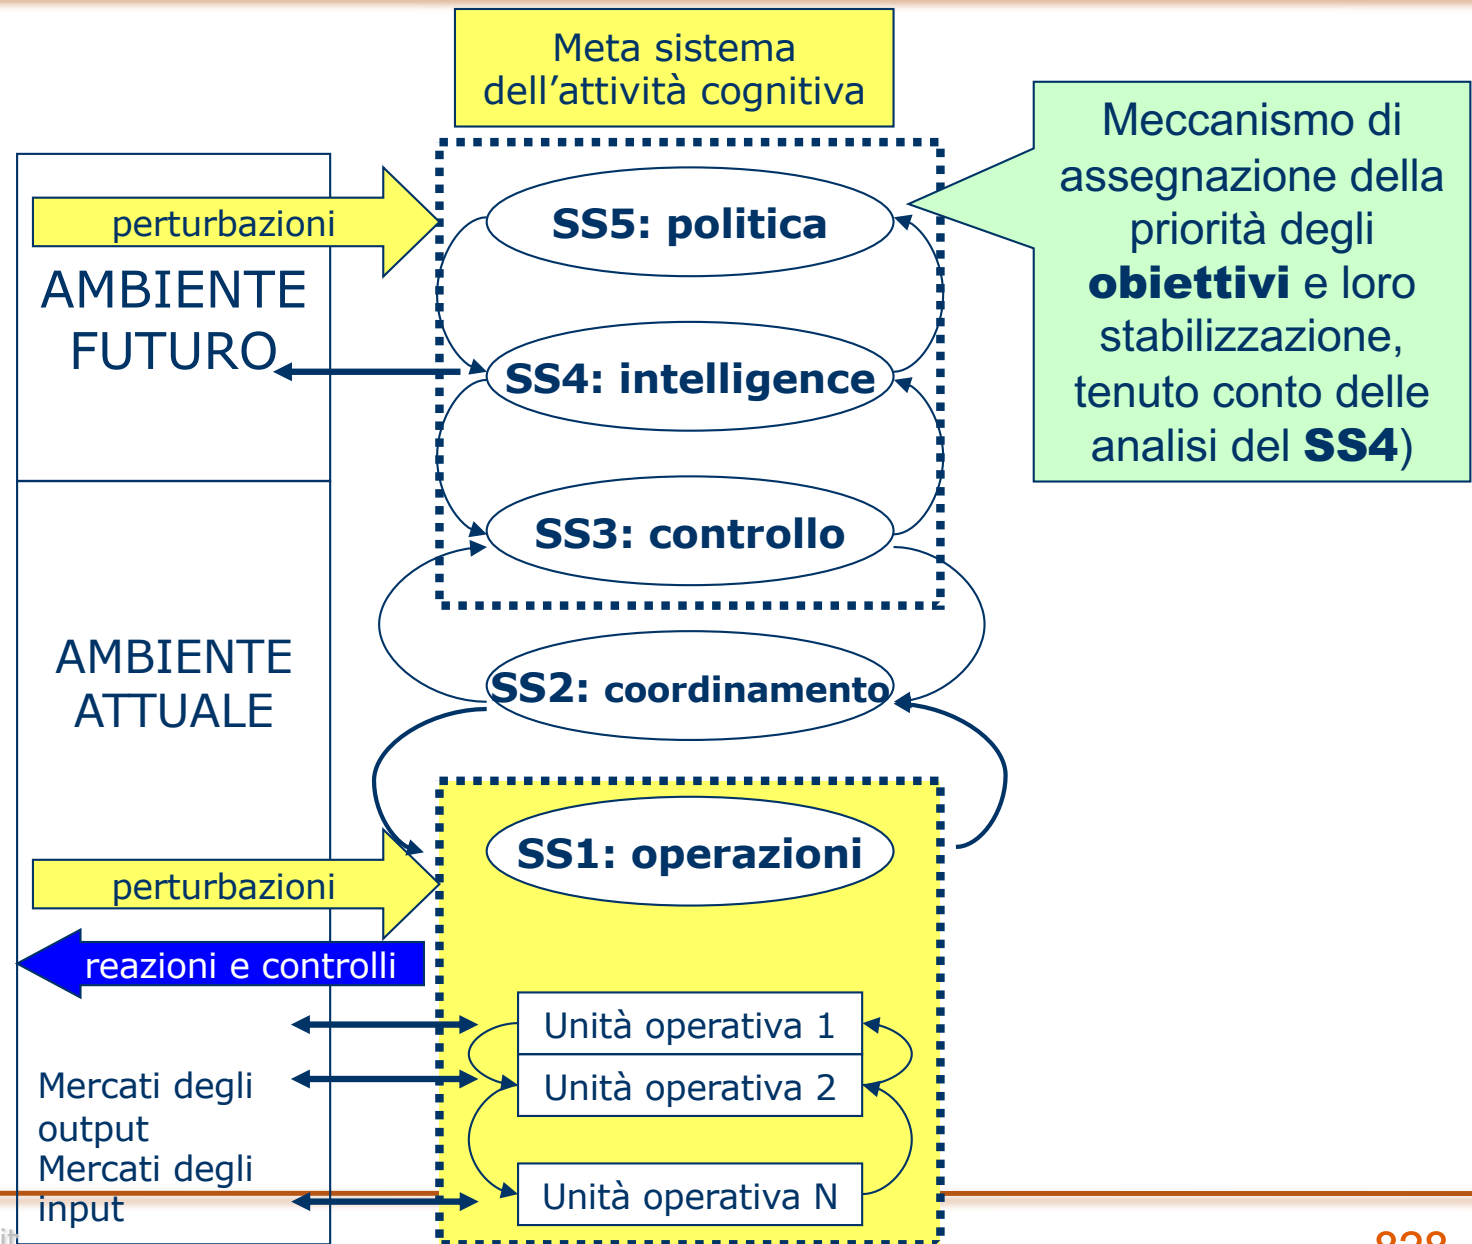 Meta sistema
dell'attività cognitiva
Meccanismo di
assegnazione della
priorità degli
obiettivi e loro
stabilizzazione,
tenuto conto delle
analisi del SS4)
perturbazioni
AMBIENTE
FUTURO
SS5: politica
SS4: intelligence
SS3: controllo
AMBIENTE
ATTUALE
SS2: coordinamento
SS1: operazioni
perturbazioni
reazioni e controlli
Unità operativa 1
Unità operativa 2
Unità operativa N
Mercati degli
output
Mercati degli
input